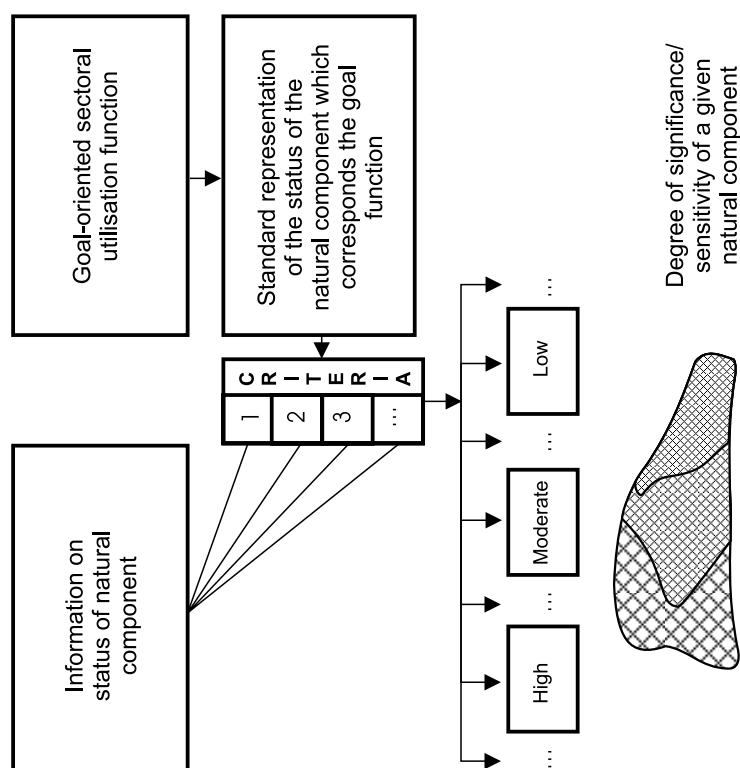 Goal-oriented sectoral
utilisation function
Standard representation
of the status of the
natural component which
corresponds the goal
function
Information on
status of natural
component
CRITERIA
1
2
3
...
...
High
...
Moderate
...
Low
...
Degree of significance/
sensitivity of a given
natural component